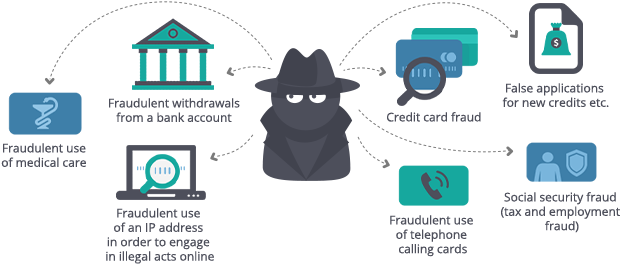 Fraudulent withdrawals
from a bank account
Credit card fraud
False applications
for new credits etc.
Fraudulent use
of medical care
Fraudulent use
of an IP address
in order to engage
in illegal acts online
Fraudulent use
of telephone
calling cards
Social security fraud
(tax and employment
fraud)
$